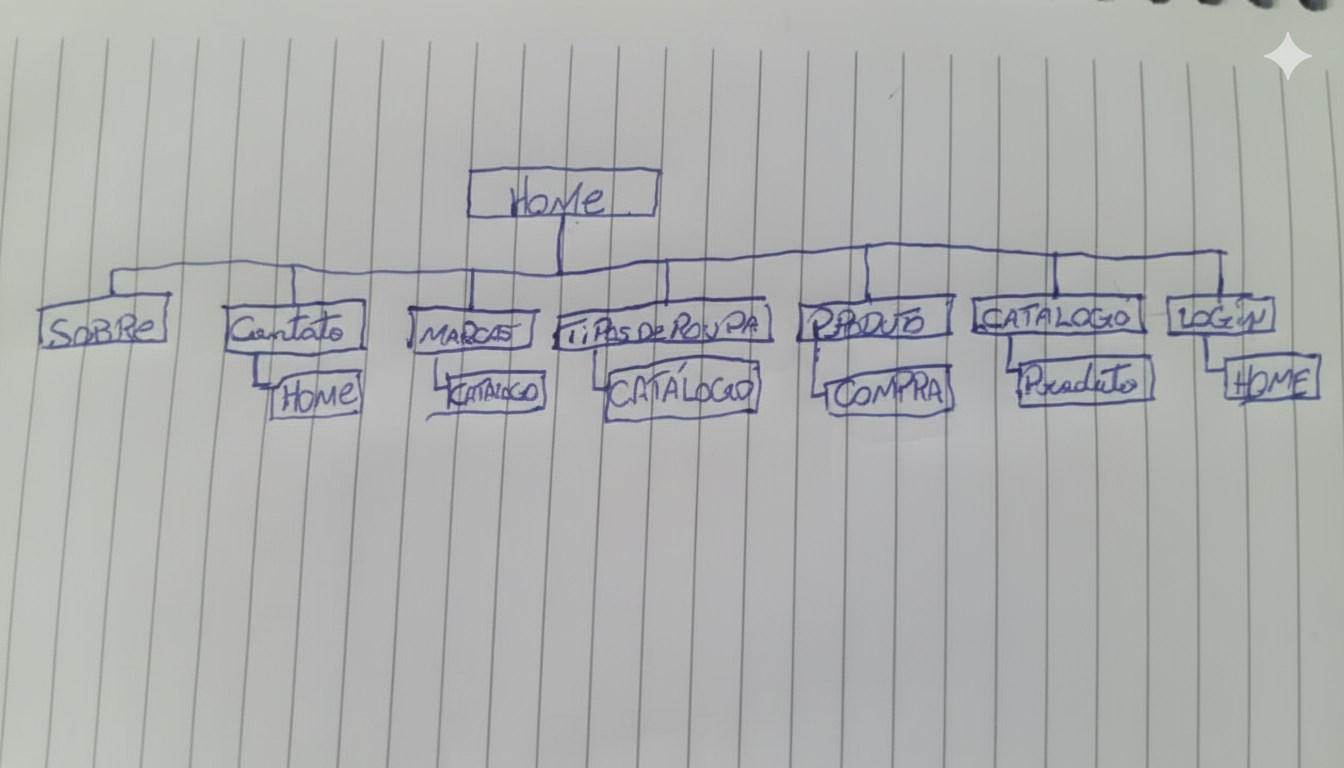 HOMe
SOBRe
Contato
MARCAS
TiPOS De ROUPA
PRODUTO
CATALOGO
LOGiN
HOMe
CATALOGO
CATÁLOGO
COMPRA
Produto
HOME